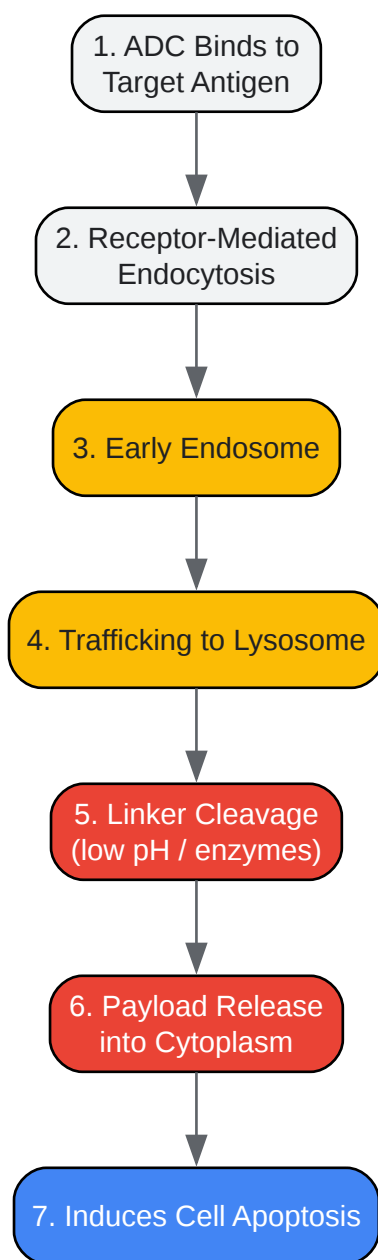 1. ADC Binds to
Target Antigen
2. Receptor-Mediated
Endocytosis
3. Early Endosome
4. Trafficking to Lysosome
5. Linker Cleavage
(low pH / enzymes)
6. Payload Release
into Cytoplasm
7. Induces Cell Apoptosis